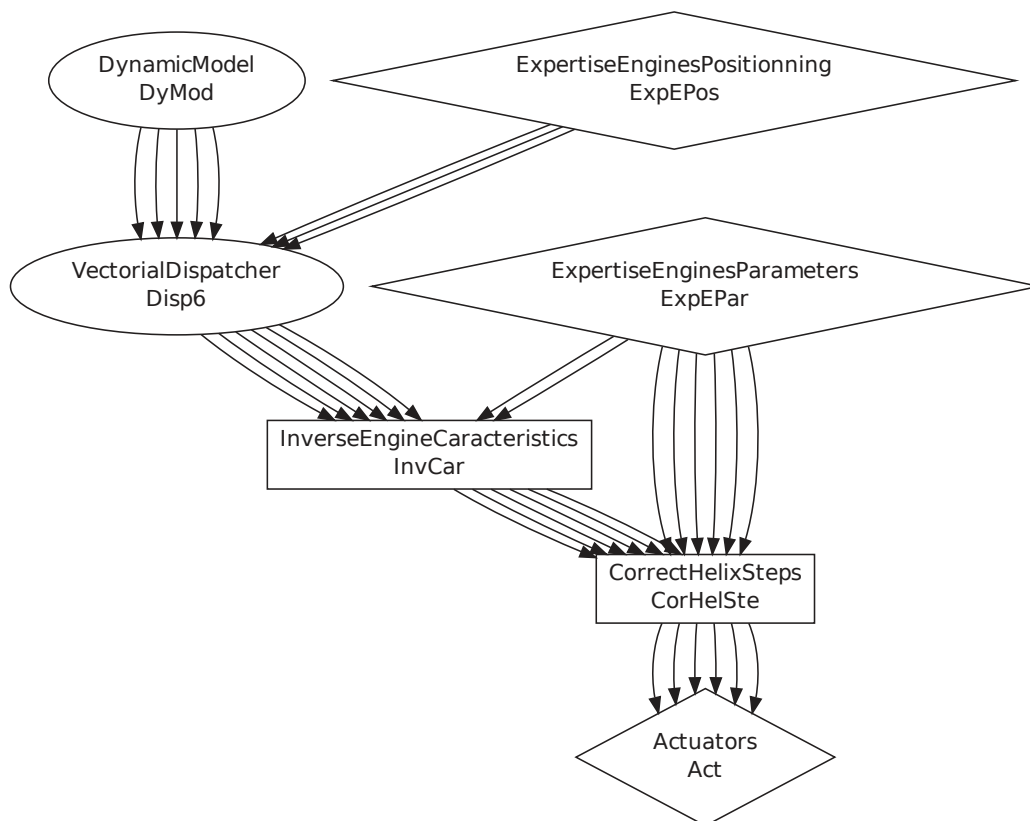 DynamicModel
DyMod
ExpertiseEnginesPositionning
ExpEPos
VectorialDispatcher
Disp6
ExpertiseEnginesParameters
ExpEPar
InverseEngineCaracteristics
InvCar
CorrectHelixSteps
CorHelSte
Actuators
Act